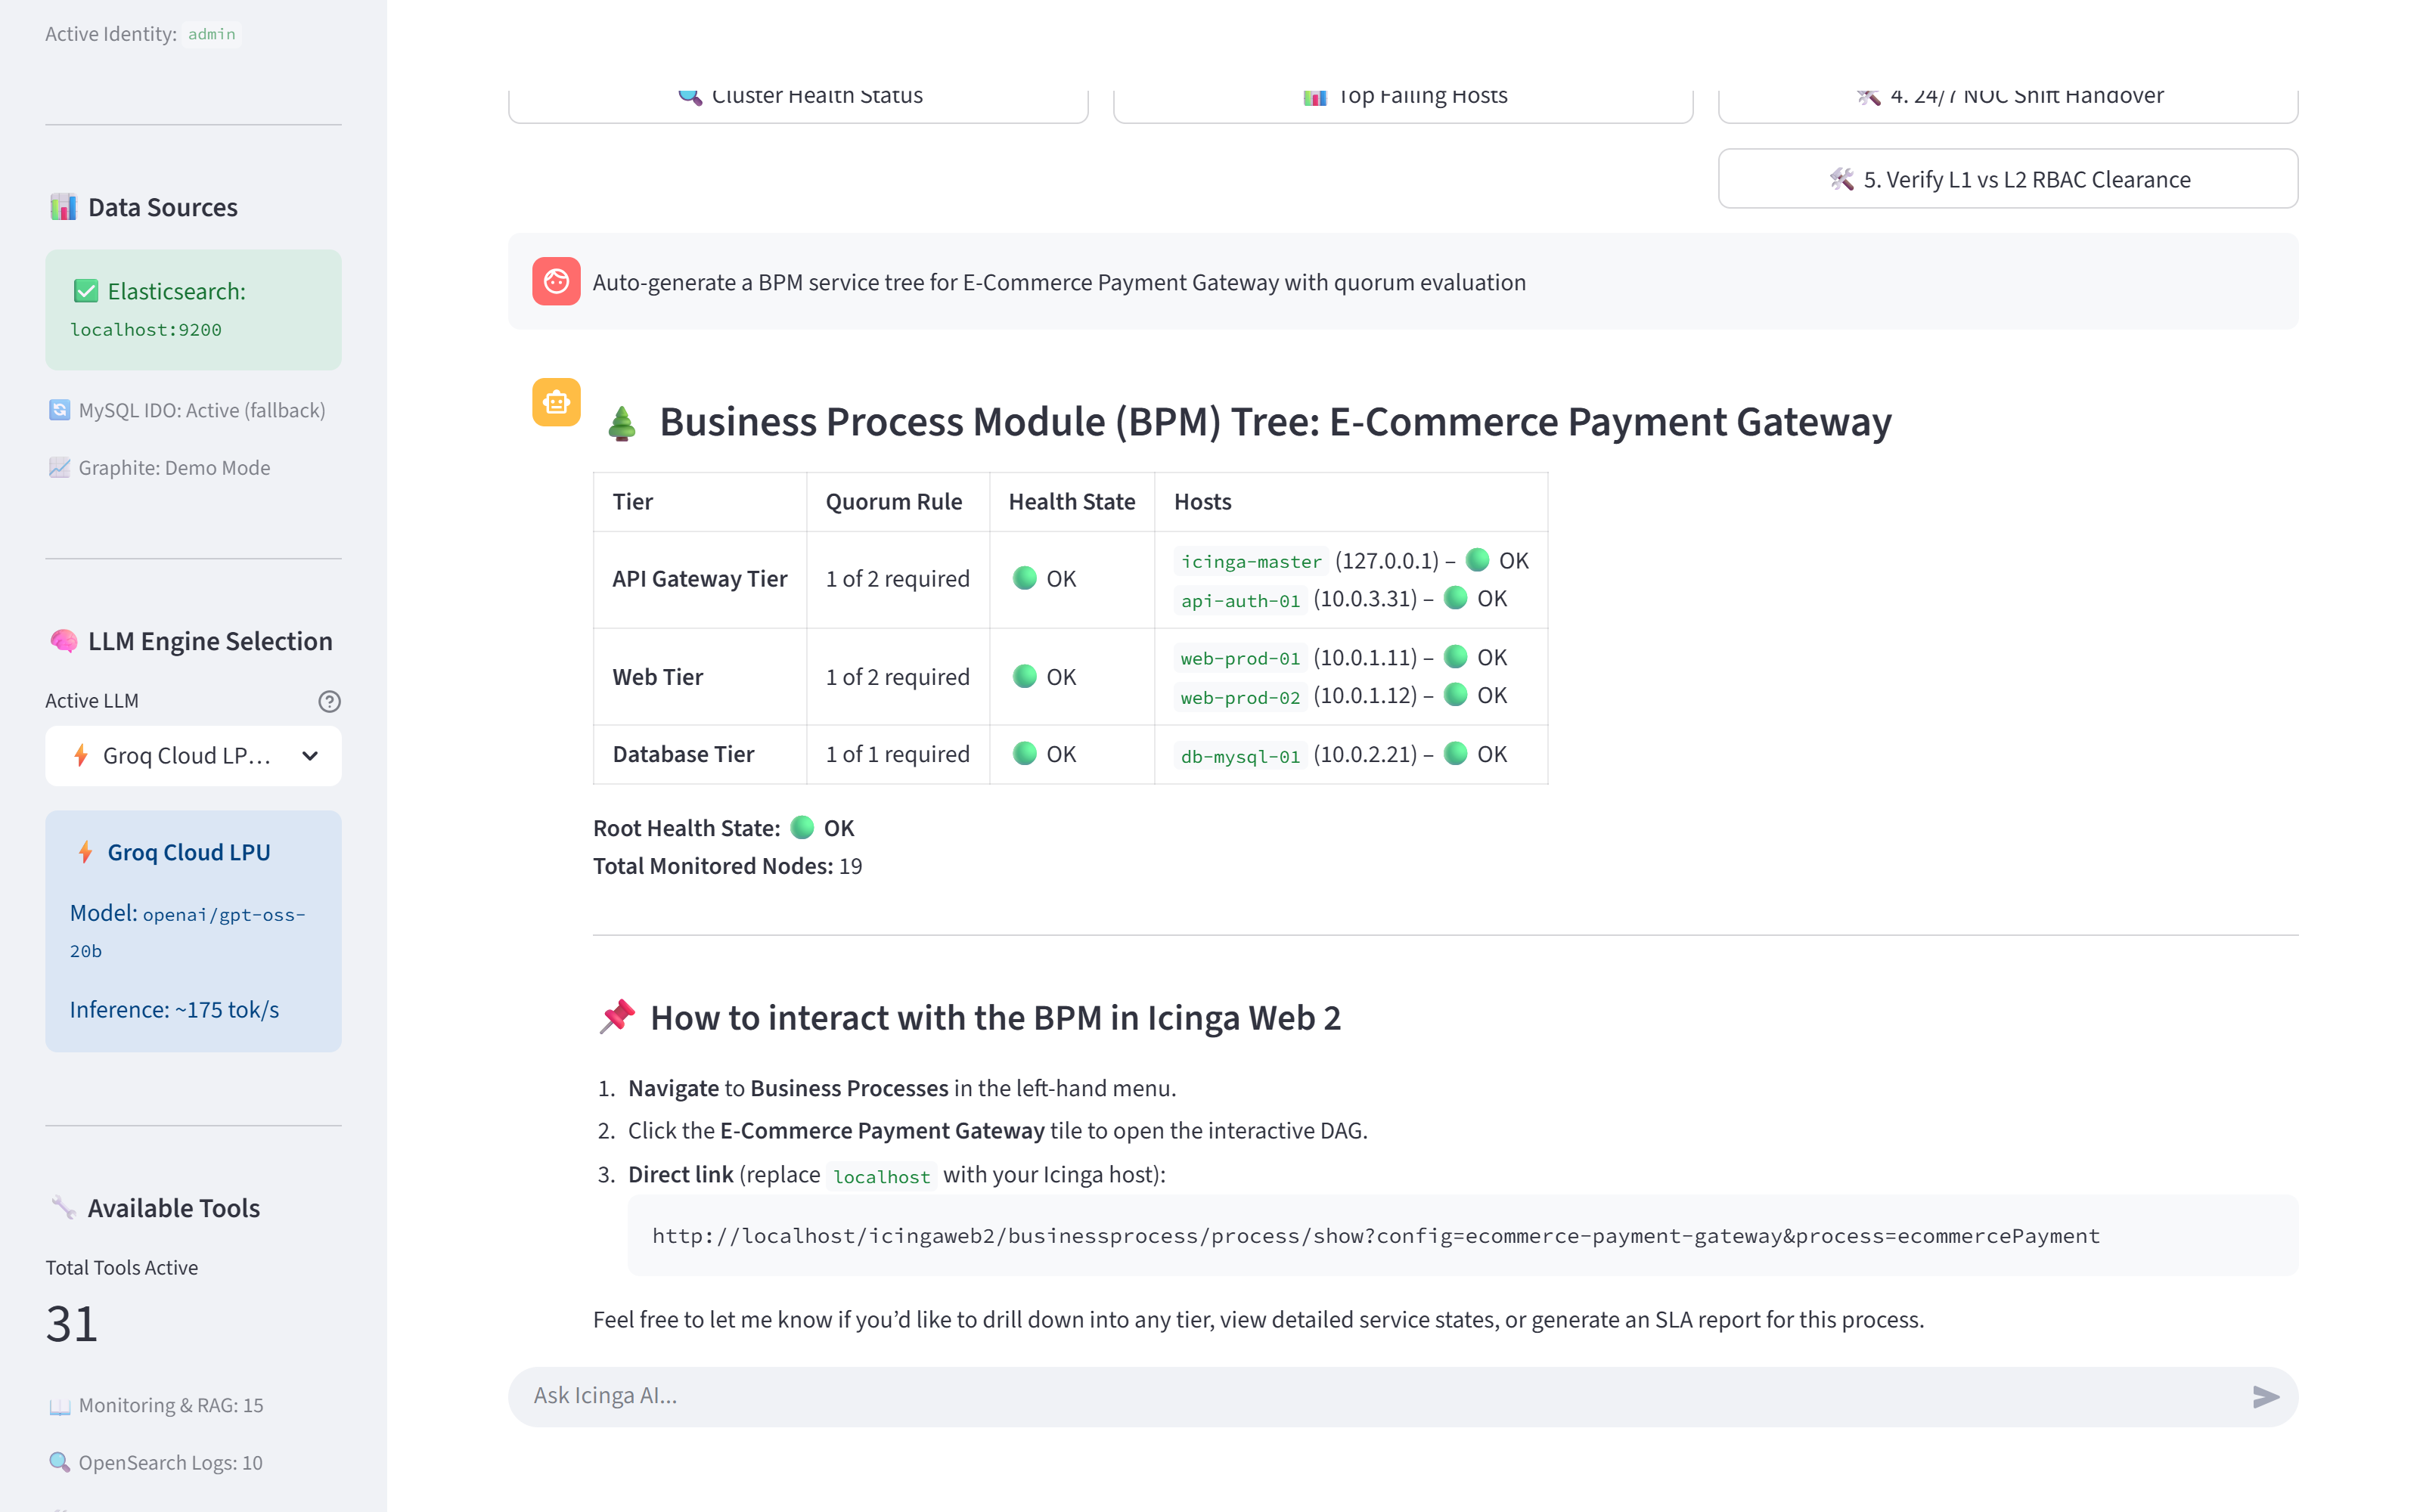 Active Identity: admin
Data Sources
Elasticsearch:
localhost:9200
MySQL IDO: Active (fallback)
Graphite: Demo Mode
LLM Engine Selection
Active LLM
Groq Cloud LP...
Groq Cloud LPU
Model: openai/gpt-oss-
20b
Inference: ~175 tok/s
Available Tools
Total Tools Active
31
Monitoring & RAG: 15
OpenSearch Logs: 10
Cluster Health Status
Top Failing Hosts
4. 24/7 NOC Shift Handover
5. Verify L1 vs L2 RBAC Clearance
Auto-generate a BPM service tree for E-Commerce Payment Gateway with quorum evaluation
Business Process Module (BPM) Tree: E-Commerce Payment Gateway
Tier Quorum Rule Health State Hosts
API Gateway Tier 1 of 2 required OK icinga-master (127.0.0.1) – OK
api-auth-01 (10.0.3.31) – OK
Web Tier 1 of 2 required OK web-prod-01 (10.0.1.11) – OK
web-prod-02 (10.0.1.12) – OK
Database Tier 1 of 1 required OK db-mysql-01 (10.0.2.21) – OK
Root Health State: OK
Total Monitored Nodes: 19
How to interact with the BPM in Icinga Web 2
1. Navigate to Business Processes in the left-hand menu.
2. Click the E-Commerce Payment Gateway tile to open the interactive DAG.
3. Direct link (replace localhost with your Icinga host):
http://localhost/icingaweb2/businessprocess/process/show?config=ecommerce-payment-gateway&process=ecommercePayment
Feel free to let me know if you’d like to drill down into any tier, view detailed service states, or generate an SLA report for this process.
Ask Icinga AI...